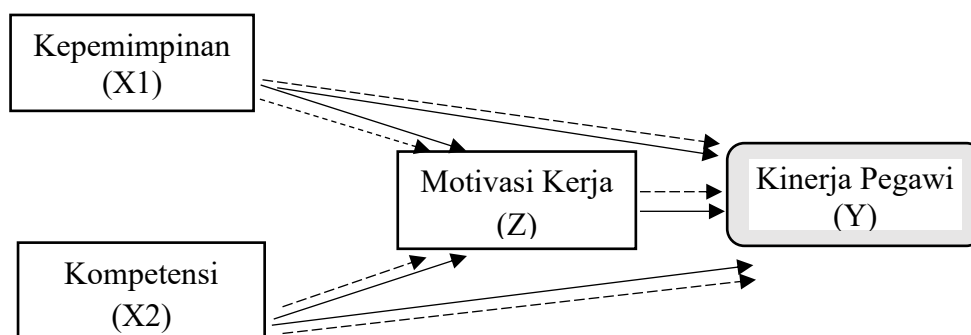 Kepemimpinan
(X1)
Motivasi Kerja
(Z)
Kinerja Pegawi
(Y)
Kompetensi
(X2)